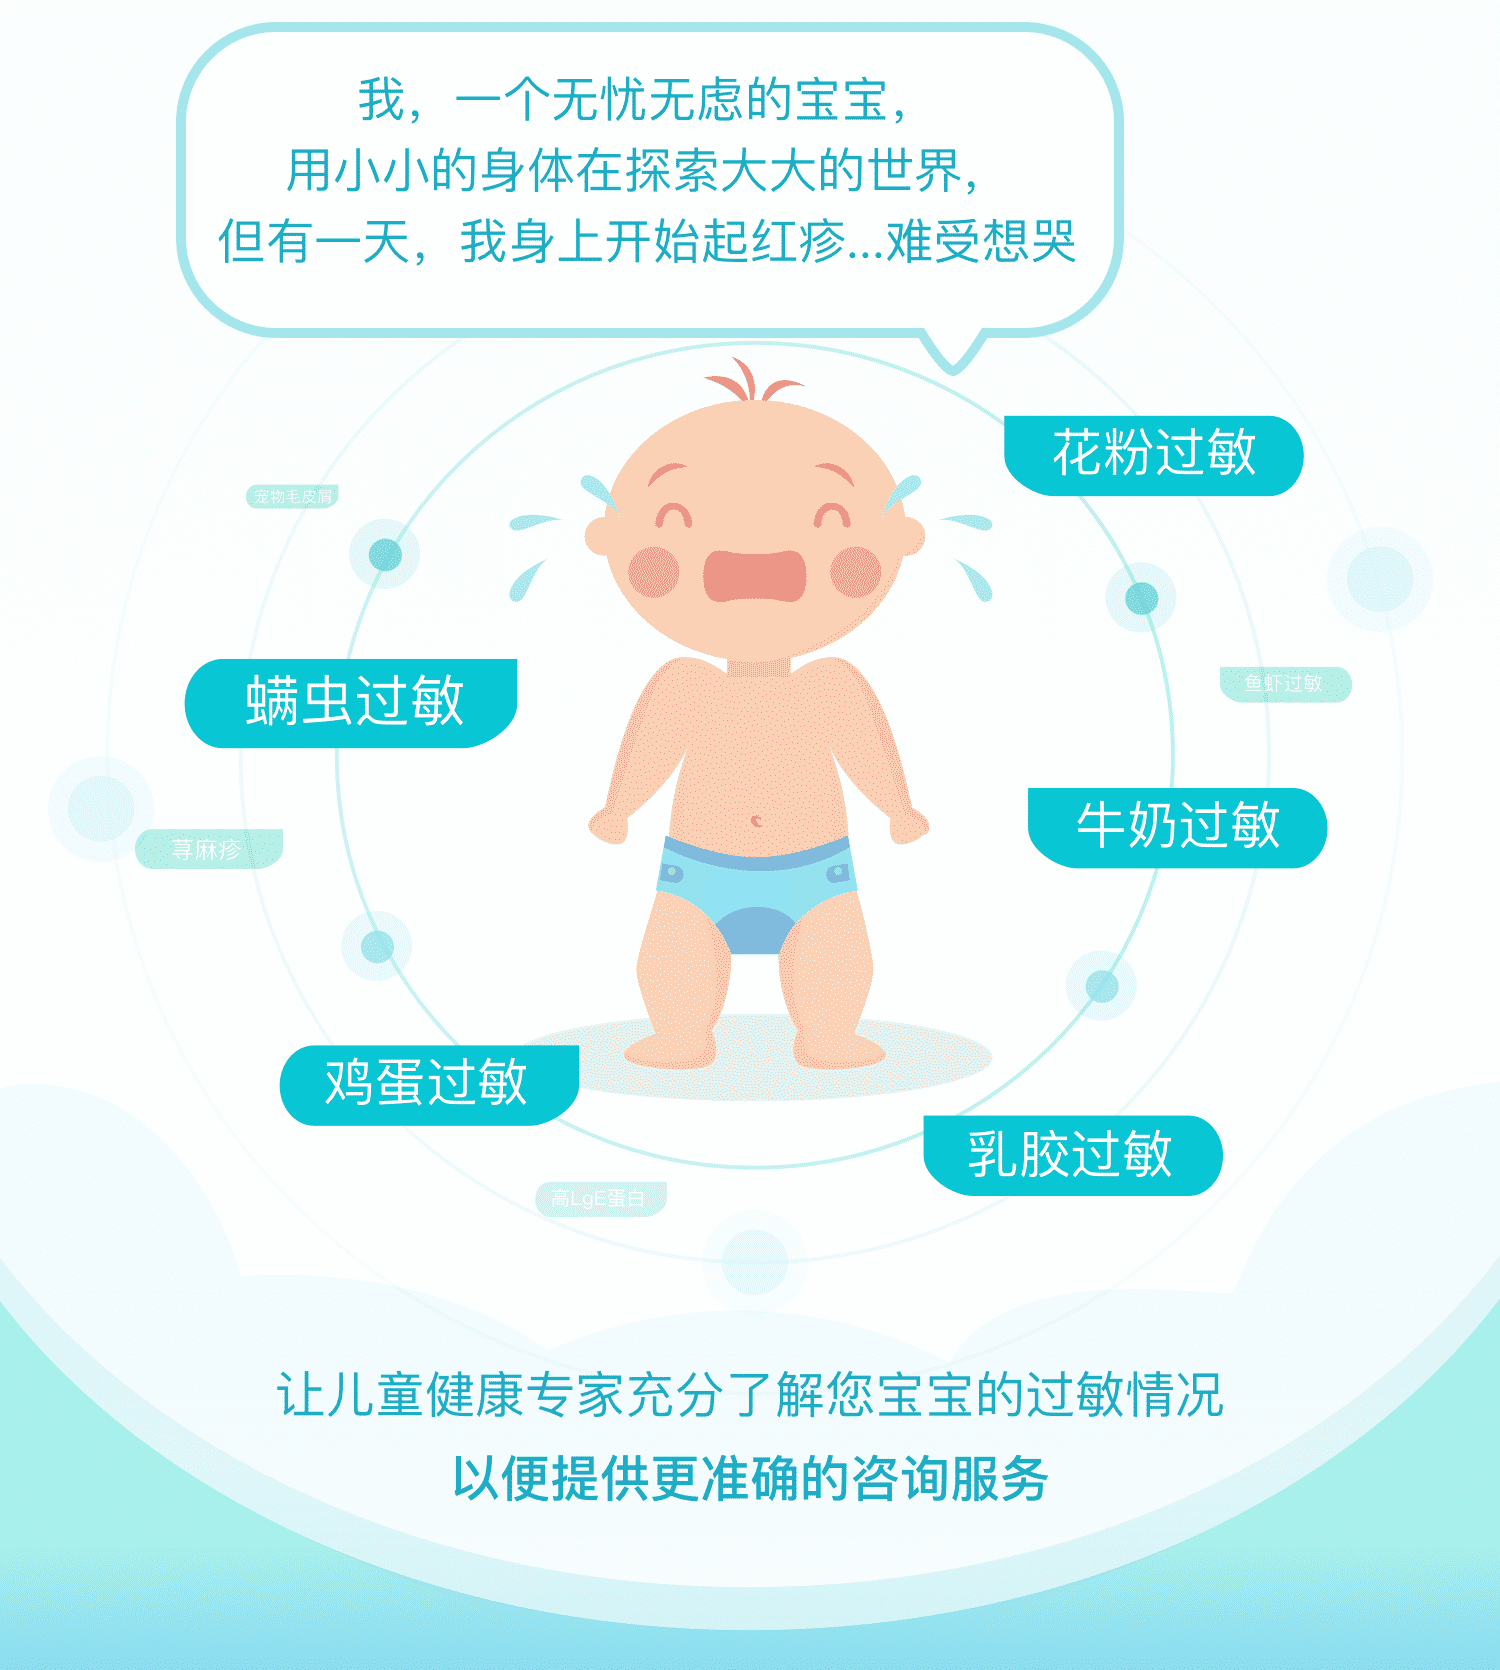 我，一个无忧无虑的宝宝，
用小小的身体在探索大大的世界，
但有一天，我身上开始起红疹...难受想哭
花粉过敏
宠物毛皮屑
螨虫过敏
鱼虾过敏
牛奶过敏
荨麻疹
鸡蛋过敏
乳胶过敏
高LgE蛋白
让儿童健康专家充分了解您宝宝的过敏情况
以便提供更准确的咨询服务